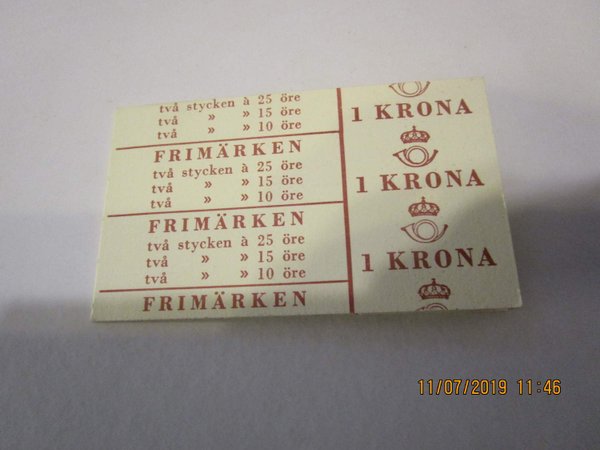 två stycken à 25 öre
två » » 15 öre
två » » 10 öre
FRIMÄRKEN
två stycken à 25 öre
två » » 15 öre
två » » 10 öre
FRIMÄRKEN
två stycken à 25 öre
två » » 15 öre
två » » 10 öre
FRIMÄRKEN
1 KRONA
1 KRONA
1 KRONA
11/07/2019 11:46